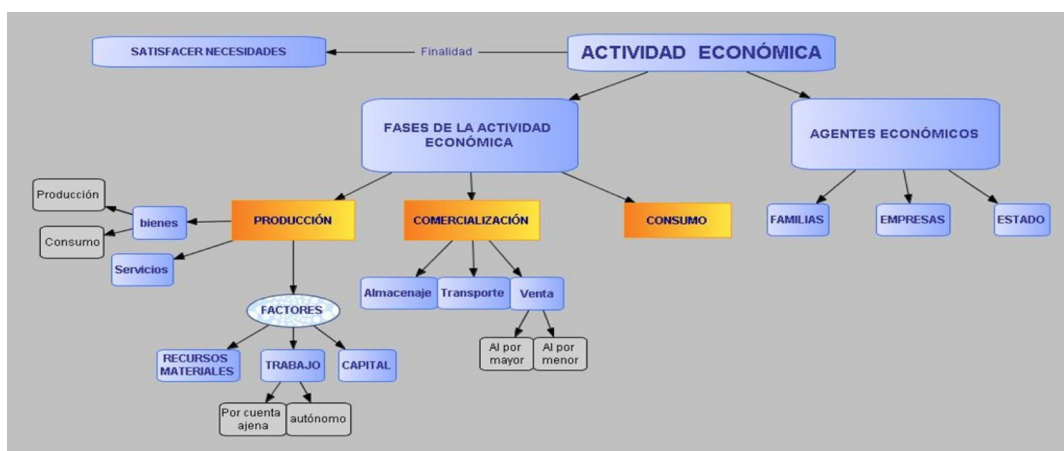 SATISFACER NECESIDADES
Finalidad
ACTIVIDAD ECONÓMICA
FASES DE LA ACTIVIDAD
ECONÓMICA
AGENTES ECONÓMICOS
Producción
Consumo
bienes
Servicios
PRODUCCIÓN
COMERCIALIZACIÓN
CONSUMO
FAMILIAS
EMPRESAS
ESTADO
Almacenaje
Transporte
Venta
FACTORES
Al por
mayor
Al por
menor
RECURSOS
MATERIALES
TRABAJO
CAPITAL
Por cuenta
ajena
autónomo